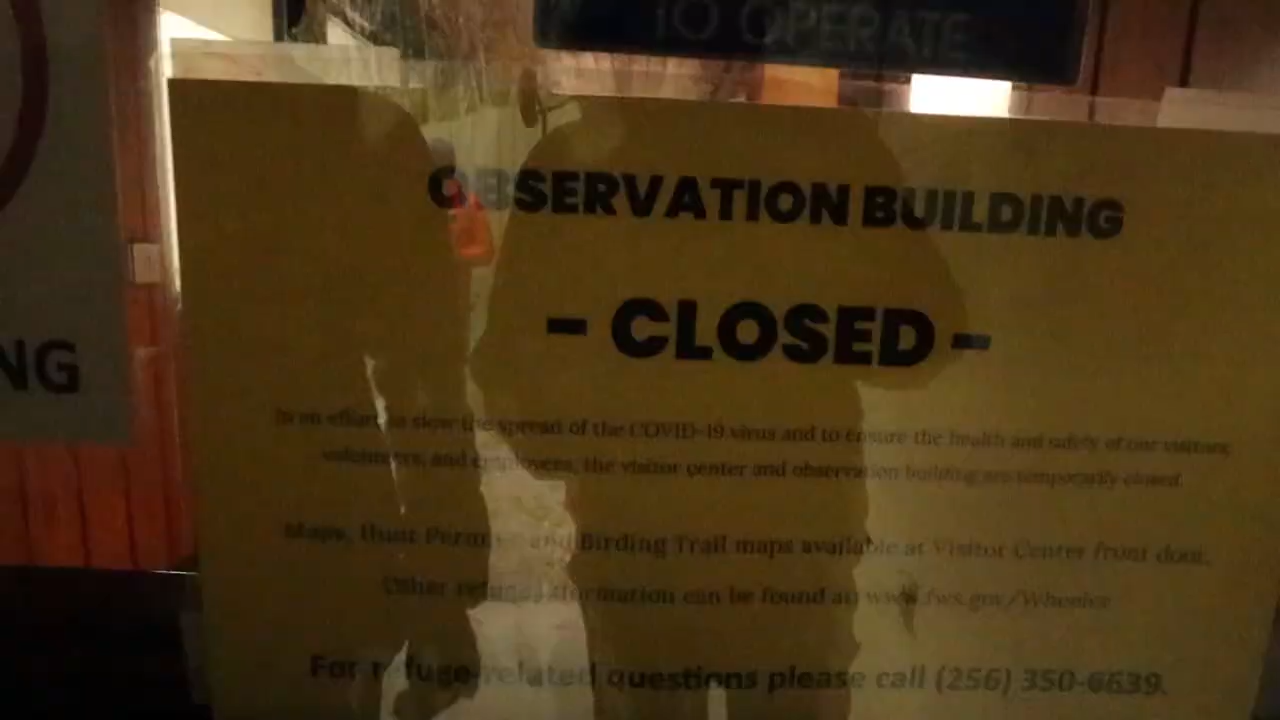 TO OPERATE
OBSERVATION BUILDING
- CLOSED -
NG
In an effort to slow the spread of the COVID-19 virus and to ensure the health and safety of our visitors,
volunteers, and employees, the visitor center and observation building are temporarily closed.
Maps, Hunt Permits and Birding Trail maps available at Visitor Center front door.
Other refuge information can be found at: www.fws.gov/Wheeler
For refuge-related questions please call (256) 350-6639.